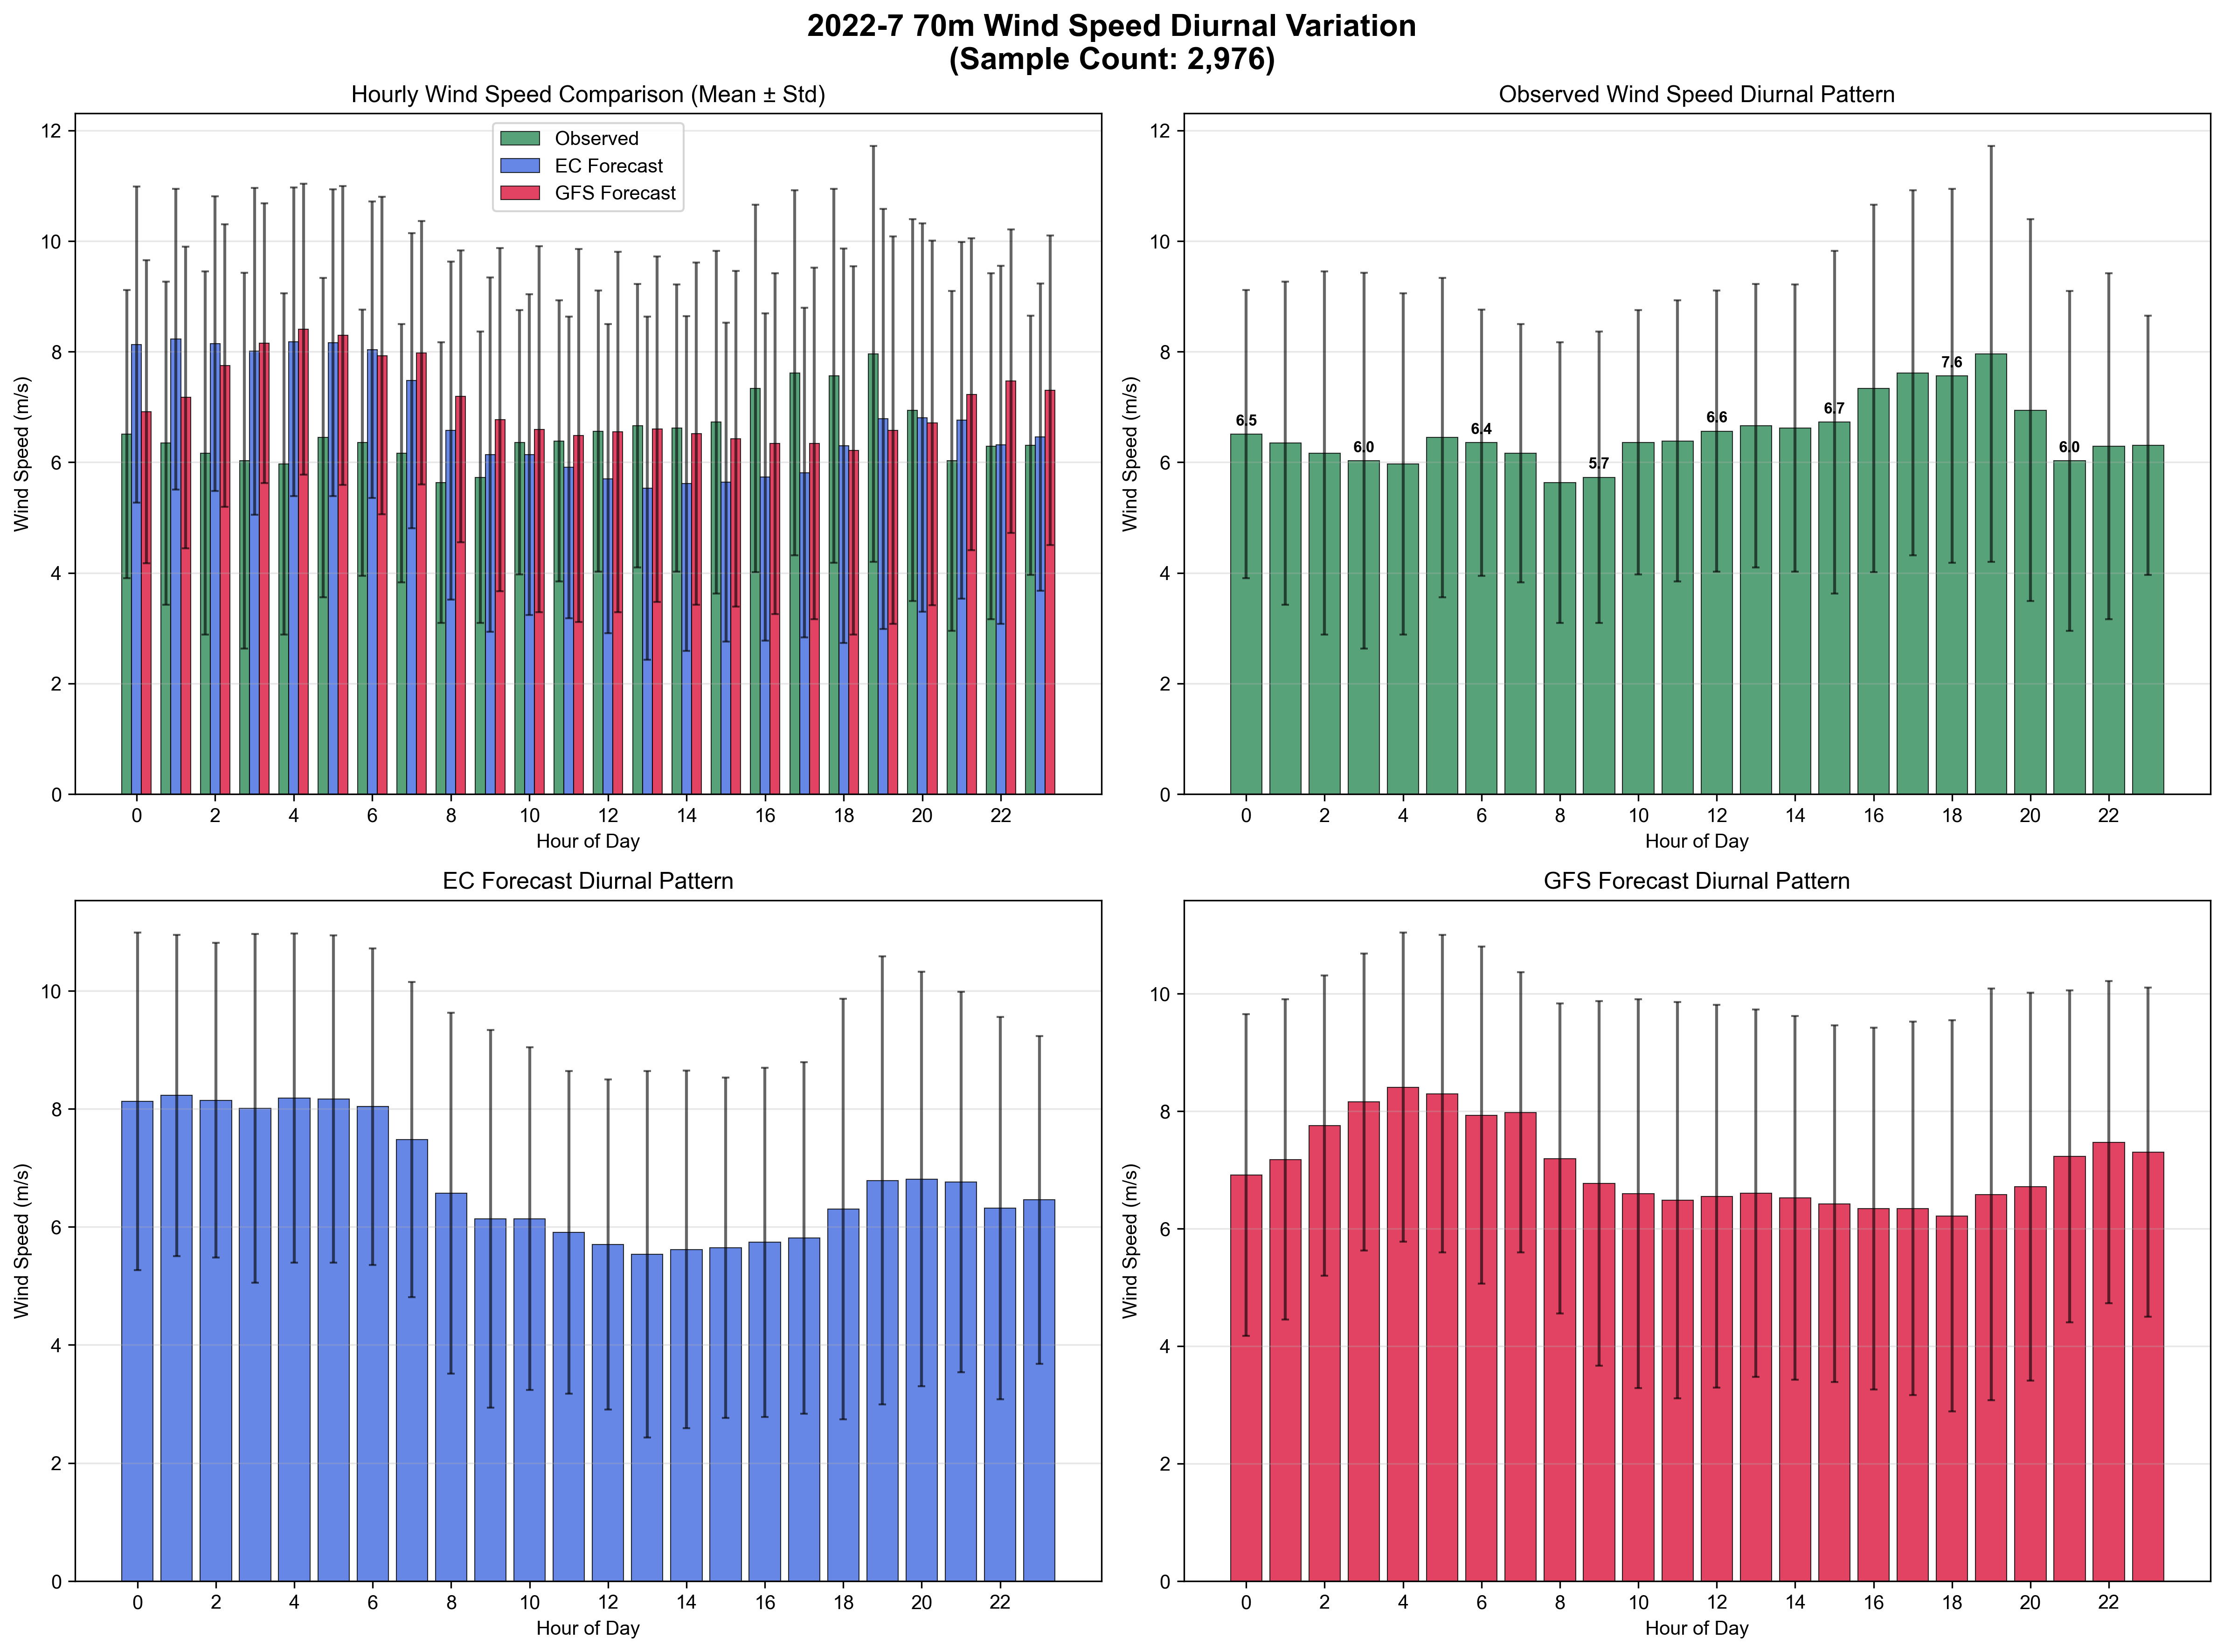 2022-7 70m Wind Speed Diurnal Variation
(Sample Count: 2,976)
Hourly Wind Speed Comparison (Mean ± Std)
Observed
EC Forecast
GFS Forecast
12
10
8
6
4
2
0
Wind Speed (m/s)
0 2 4 6 8 10 12 14 16 18 20 22
Hour of Day
Observed Wind Speed Diurnal Pattern
12
10
8
6
4
2
0
Wind Speed (m/s)
6.5 6.0 6.4 5.7 6.6 6.7 7.6 6.0
0 2 4 6 8 10 12 14 16 18 20 22
Hour of Day
EC Forecast Diurnal Pattern
10
8
6
4
2
0
Wind Speed (m/s)
0 2 4 6 8 10 12 14 16 18 20 22
Hour of Day
GFS Forecast Diurnal Pattern
10
8
6
4
2
0
Wind Speed (m/s)
0 2 4 6 8 10 12 14 16 18 20 22
Hour of Day